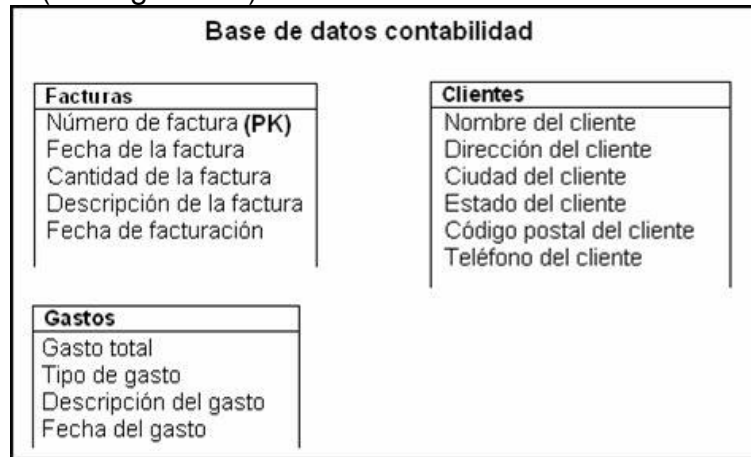 Base de datos contabilidad
Facturas
Número de factura (PK)
Fecha de la factura
Cantidad de la factura
Descripción de la factura
Fecha de facturación
Clientes
Nombre del cliente
Dirección del cliente
Ciudad del cliente
Estado del cliente
Código postal del cliente
Teléfono del cliente
Gastos
Gasto total
Tipo de gasto
Descripción del gasto
Fecha del gasto